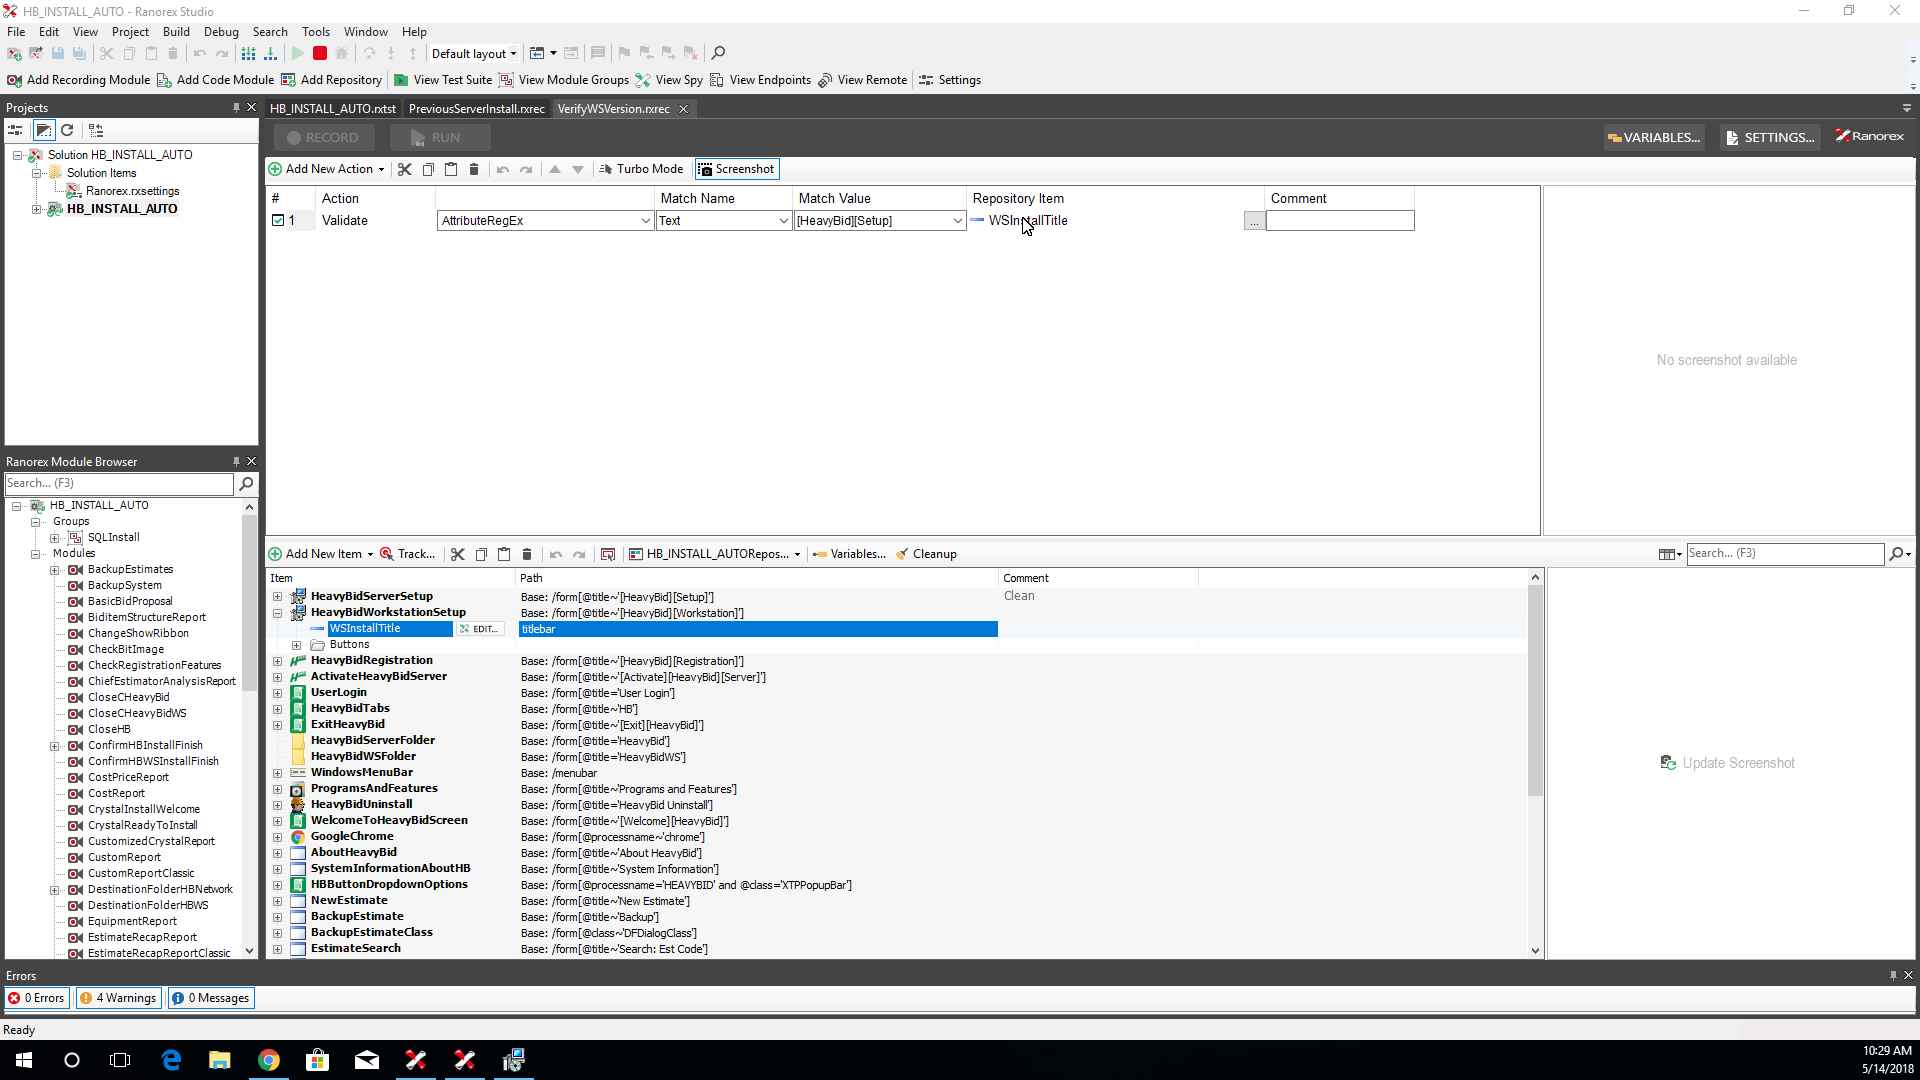 HB_INSTALL_AUTO - Ranorex Studio
File Edit View Project Build Debug Search Tools Window Help
Default layout
Add Recording Module Add Code Module Add Repository View Test Suite View Module Groups View Spy View Endpoints View Remote Settings
Projects
HB_INSTALL_AUTO.rxtst PreviousServerInstall.rxrec VerifyWSVersion.rxrec
RECORD RUN VARIABLES... SETTINGS... Ranorex
Solution HB_INSTALL_AUTO
Solution Items
Ranorex.rxsettings
HB_INSTALL_AUTO
Add New Action Turbo Mode Screenshot
# Action Match Name Match Value Repository Item Comment
1 Validate AttributeRegEx Text [HeavyBid][Setup] WSInstallTitle ...
No screenshot available
Ranorex Module Browser
Search... (F3)
HB_INSTALL_AUTO
Groups
SQLInstall
Modules
BackupEstimates
BackupSystem
BasicBidProposal
BiditemStructureReport
ChangeShowRibbon
CheckBitImage
CheckRegistrationFeatures
ChiefEstimatorAnalysisReport
CloseCHeavyBid
CloseCHeavyBidWS
CloseHB
ConfirmHBInstallFinish
ConfirmHBWSInstallFinish
CostPriceReport
CostReport
CrystalInstallWelcome
CrystalReadyToInstall
CustomizedCrystalReport
CustomReport
CustomReportClassic
DestinationFolderHBNetwork
DestinationFolderHBWS
EquipmentReport
EstimateRecapReport
EstimateRecapReportClassic
Add New Item Track... HB_INSTALL_AUTORepos... Variables... Cleanup Search... (F3)
Item Path Comment
HeavyBidServerSetup Base: /form[@title~'[HeavyBid][Setup]'] Clean
HeavyBidWorkstationSetup Base: /form[@title~'[HeavyBid][Workstation]']
WSInstallTitle EDIT... titlebar
Buttons
HeavyBidRegistration Base: /form[@title~'[HeavyBid][Registration]']
ActivateHeavyBidServer Base: /form[@title~'[Activate][HeavyBid][Server]']
UserLogin Base: /form[@title='User Login']
HeavyBidTabs Base: /form[@title~'HB']
ExitHeavyBid Base: /form[@title~'[Exit][HeavyBid]']
HeavyBidServerFolder Base: /form[@title='HeavyBid']
HeavyBidWSFolder Base: /form[@title='HeavyBidWS']
WindowsMenuBar Base: /menubar
ProgramsAndFeatures Base: /form[@title~'Programs and Features']
HeavyBidUninstall Base: /form[@title='HeavyBid Uninstall']
WelcomeToHeavyBidScreen Base: /form[@title~'[Welcome][HeavyBid]']
GoogleChrome Base: /form[@processname~'chrome']
AboutHeavyBid Base: /form[@title~'About HeavyBid']
SystemInformationAboutHB Base: /form[@title~'System Information']
HBButtonDropdownOptions Base: /form[@processname='HEAVYBID' and @class='XTPPopupBar']
NewEstimate Base: /form[@title~'New Estimate']
BackupEstimate Base: /form[@title~'Backup']
BackupEstimateClass Base: /form[@class~'DFDialogClass']
EstimateSearch Base: /form[@title~'Search: Est Code']
Update Screenshot
Errors
0 Errors 4 Warnings 0 Messages
Ready
10:29 AM
5/14/2018